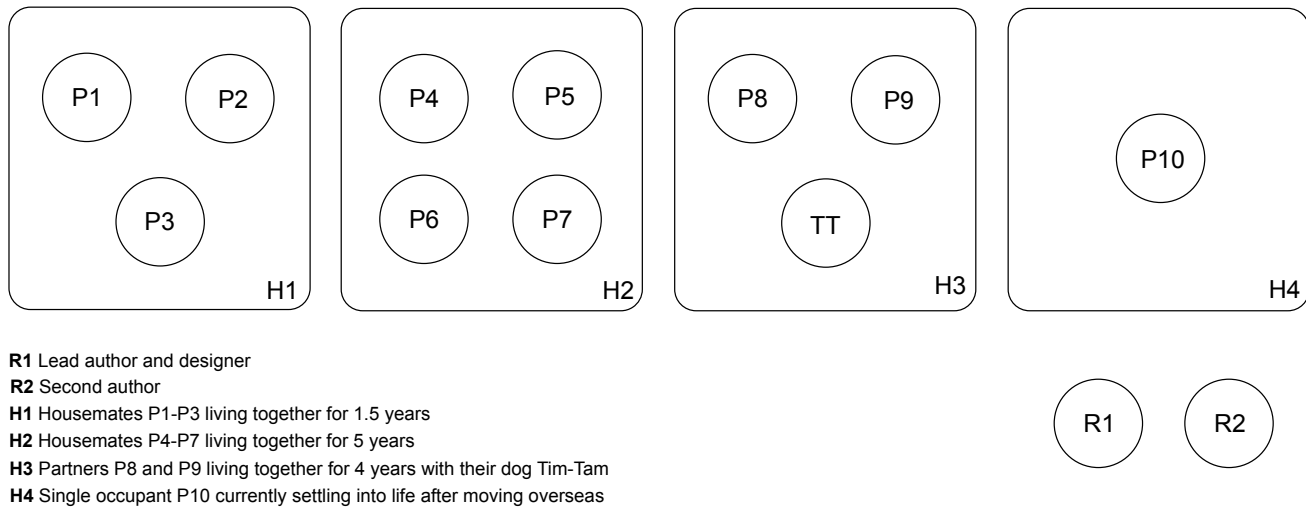 P1
P2
P3
H1
P4
P5
P6
P7
H2
P8
P9
TT
H3
P10
H4
R1 Lead author and designer
R2 Second author
H1 Housemates P1-P3 living together for 1.5 years
H2 Housemates P4-P7 living together for 5 years
H3 Partners P8 and P9 living together for 4 years with their dog Tim-Tam
H4 Single occupant P10 currently settling into life after moving overseas
R1
R2